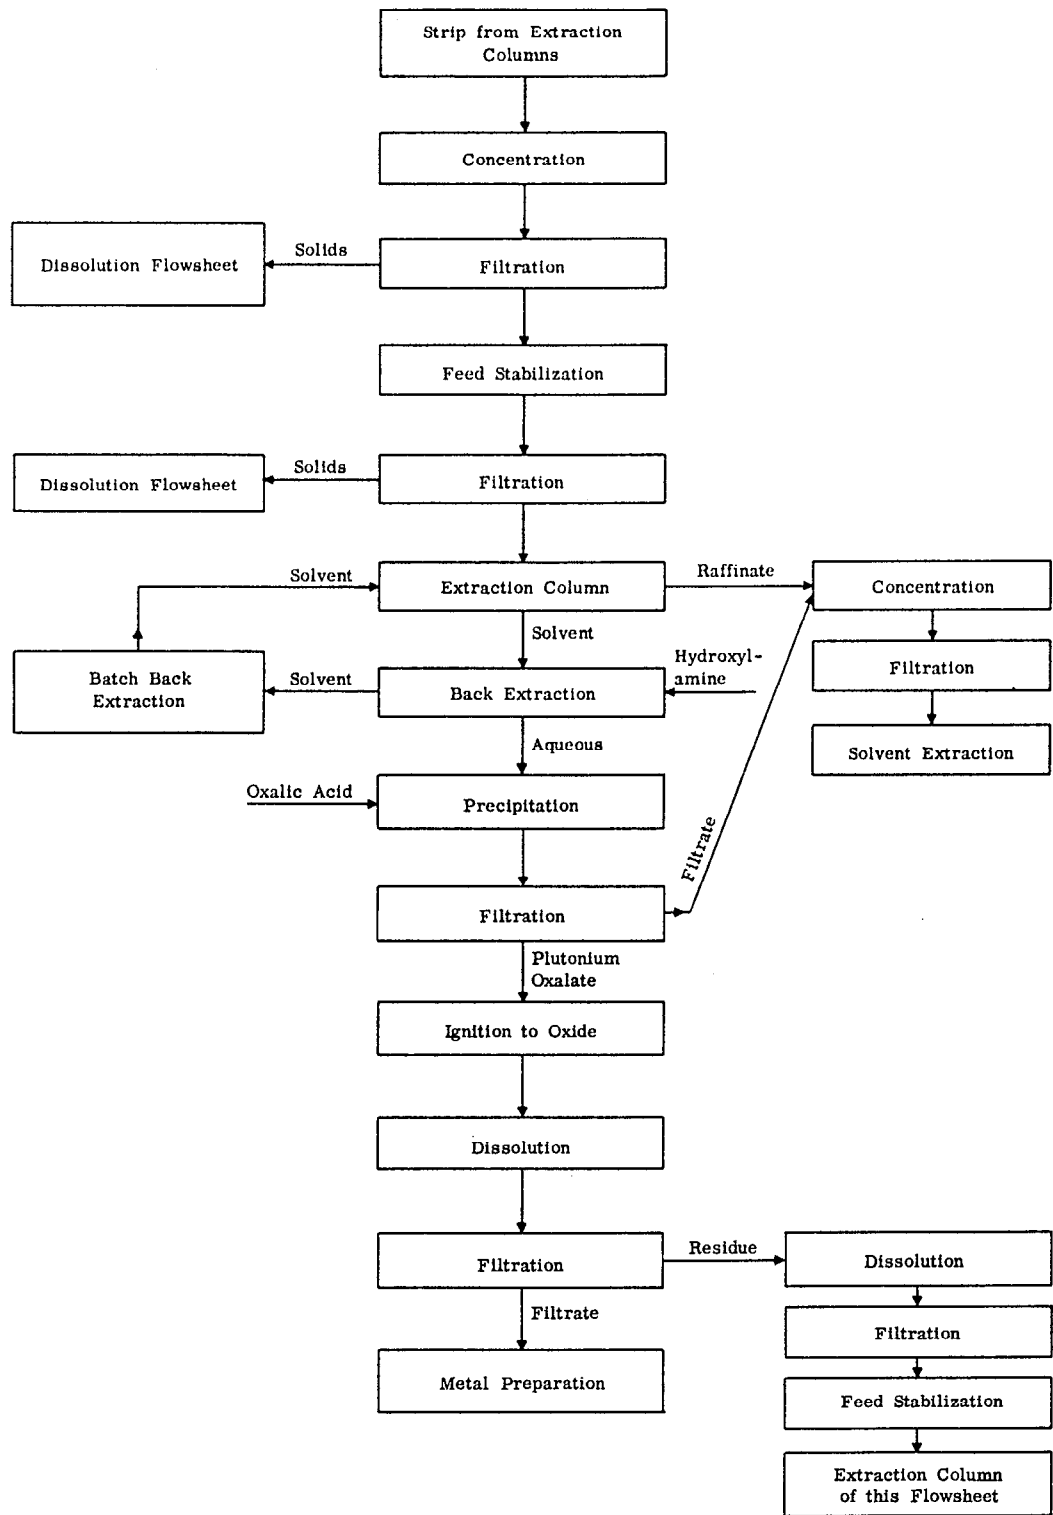 Strip from Extraction
Columns
Concentration
Solids
Dissolution Flowsheet
Filtration
Feed Stabilization
Solids
Dissolution Flowsheet
Filtration
Solvent
Extraction Column
Raffinate
Concentration
Solvent
Hydroxyl-
amine
Filtration
Batch Back
Extraction
Solvent
Back Extraction
Aqueous
Solvent Extraction
Oxalic Acid
Precipitation
Filtrate
Filtration
Plutonium
Oxalate
Ignition to Oxide
Dissolution
Filtration
Residue
Dissolution
Filtrate
Filtration
Metal Preparation
Feed Stabilization
Extraction Column
of this Flowsheet